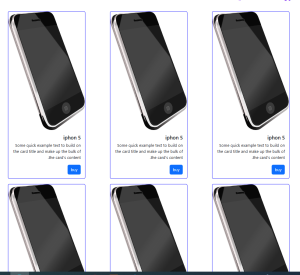 iphon 5
Some quick example text to build on
the card title and make up the bulk of
.the card's content
buy
iphon 5
Some quick example text to build on
the card title and make up the bulk of
.the card's content
buy
iphon 5
Some quick example text to build on
the card title and make up the bulk of
.the card's content
buy